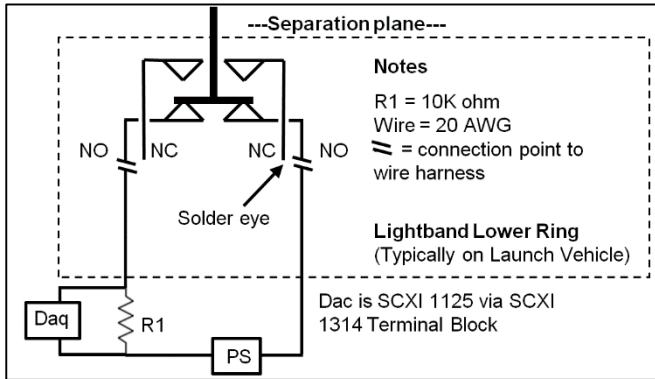 ---Separation plane---
Notes
R1 = 10K ohm
Wire = 20 AWG
= connection point to
wire harness
NO
NC
NC
NO
Solder eye
Lightband Lower Ring
(Typically on Launch Vehicle)
Daq
R1
PS
Dac is SCXI 1125 via SCXI
1314 Terminal Block